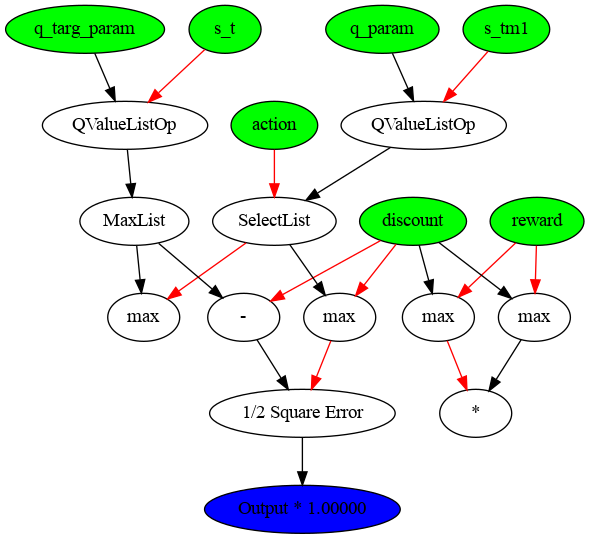 q_targ_param
s_t
q_param
s_tm1
QValueListOp
action
QValueListOp
MaxList
SelectList
discount
reward
max
-
max
max
max
1/2 Square Error
*
Output * 1.00000